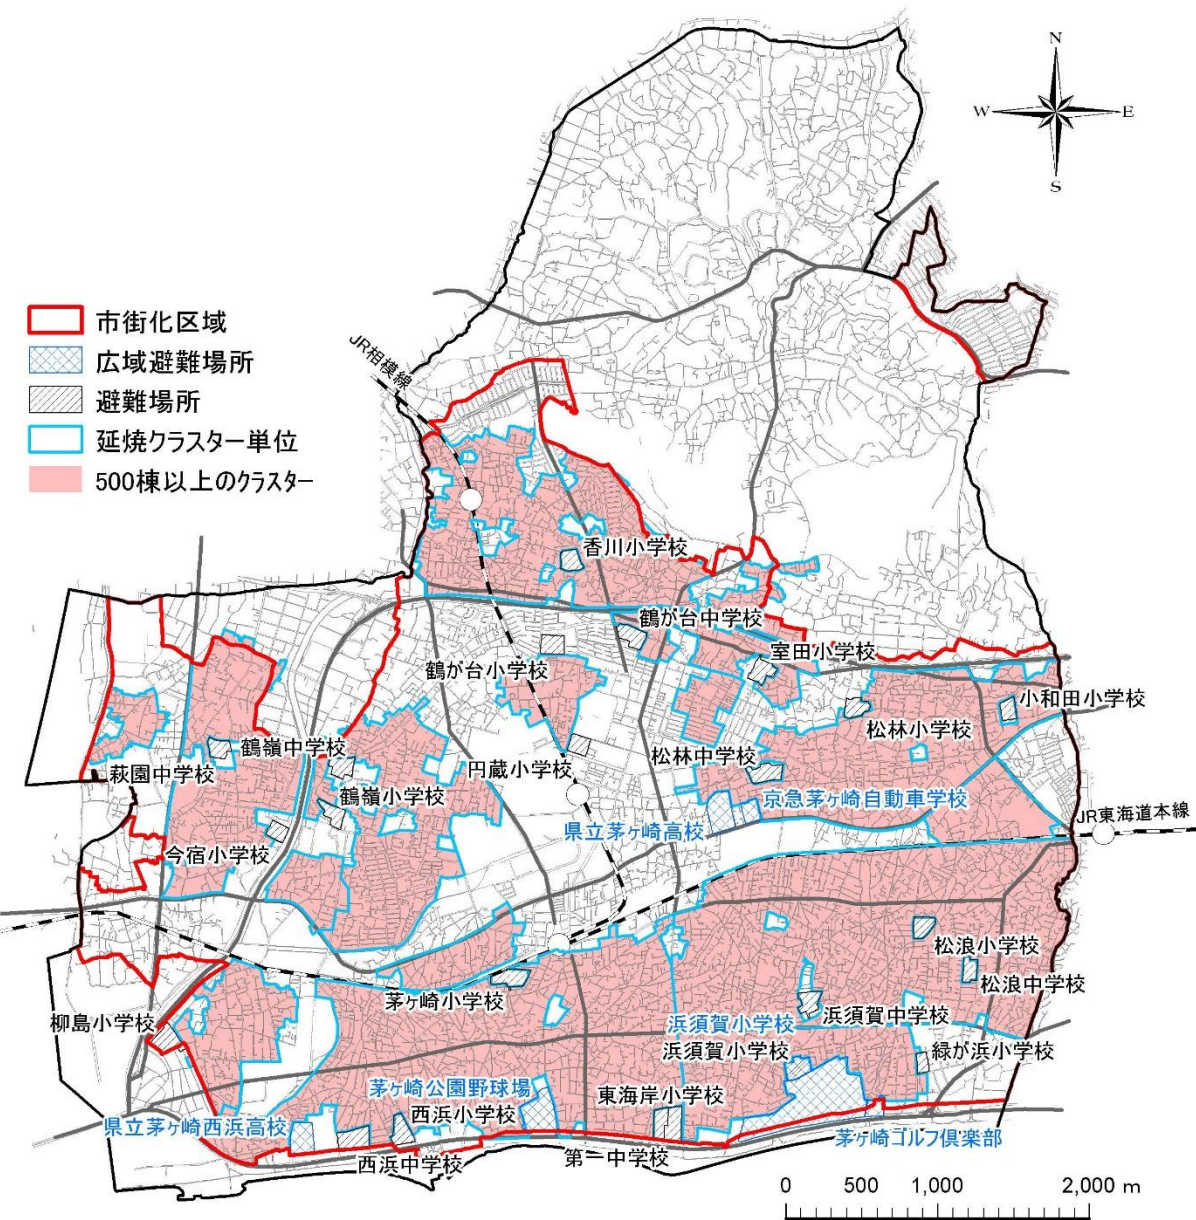 N
W
E
S
市街化区域
広域避難場所
避難場所
延焼クラスター単位
500棟以上のクラスター
JR相模線
香川小学校
鶴が台中学校
室田小学校
鶴が台小学校
小和田小学校
松林小学校
鶴嶺中学校
松林中学校
円蔵小学校
萩園中学校
鶴嶺小学校
京急茅ヶ崎自動車学校
JR東海道本線
県立茅ヶ崎高校
今宿小学校
松浪小学校
松浪中学校
茅ヶ崎小学校
柳島小学校
浜須賀小学校
浜須賀中学校
浜須賀小学校
緑が浜小学校
茅ヶ崎公園野球場
東海岸小学校
西浜小学校
県立茅ヶ崎西浜高校
茅ヶ崎ゴルフ倶楽部
西浜中学校
第一中学校
0 500 1,000 2,000 m